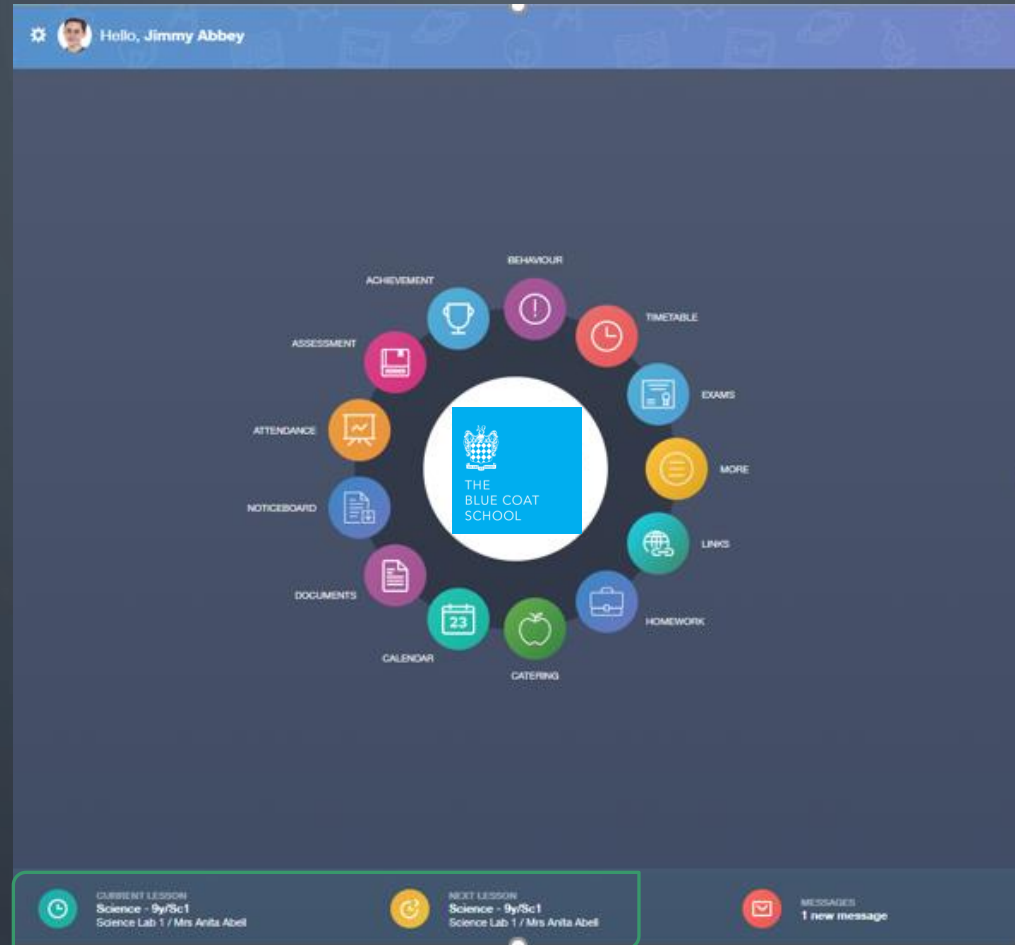 Hello, Jimmy Abbey
BEHAVIOUR
ACHIEVEMENT
TIMETABLE
ASSESSMENT
EXAMS
ATTENDANCE
MORE
THE
BLUE COAT
SCHOOL
NOTICEBOARD
LINKS
DOCUMENTS
HOMEWORK
23
CALENDAR
CATERING
CURRENT LESSON
Science - 9y/Sc1
Science Lab 1 / Mrs Anita Abell
NEXT LESSON
Science - 9y/Sc1
Science Lab 1 / Mrs Anita Abell
MESSAGES
1 new message